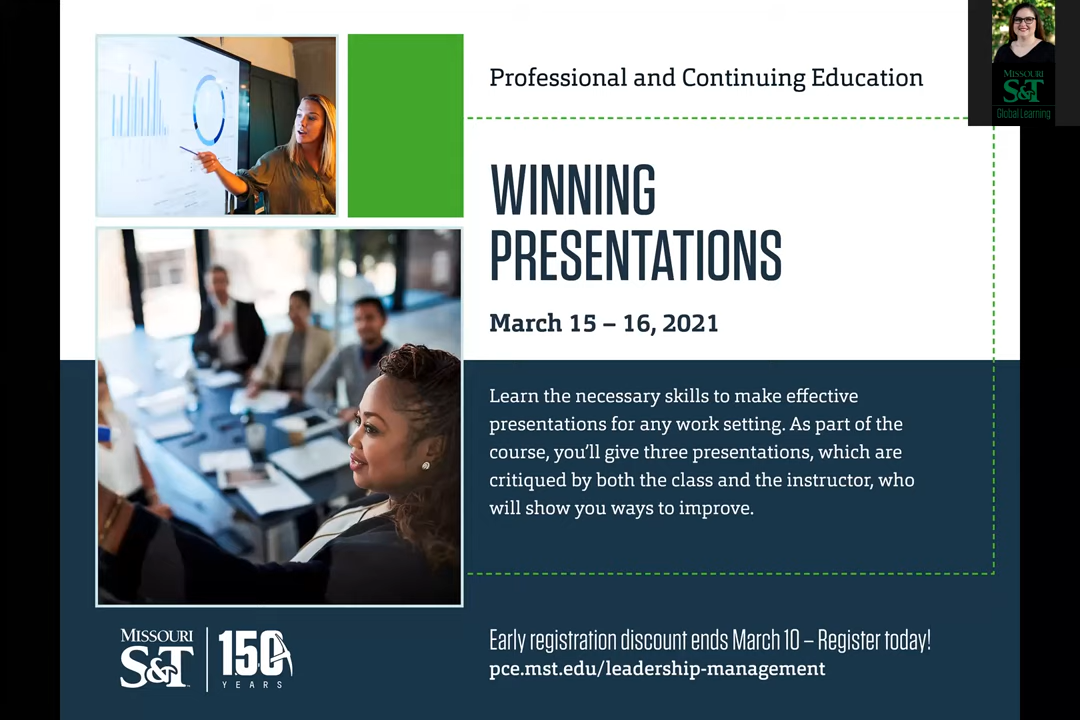 Professional and Continuing Education
WINNING
PRESENTATIONS
March 15 – 16, 2021
Learn the necessary skills to make effective
presentations for any work setting. As part of the
course, you’ll give three presentations, which are
critiqued by both the class and the instructor, who
will show you ways to improve.
Early registration discount ends March 10 – Register today!
pce.mst.edu/leadership-management
MISSOURI
S&T
150
YEARS
MISSOURI
S&T
Global Learning